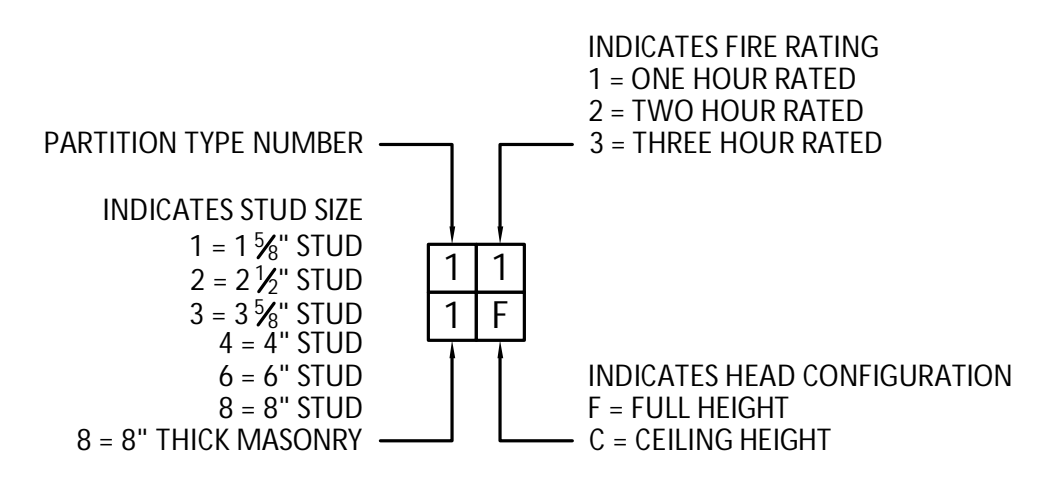 INDICATES FIRE RATING
1 = ONE HOUR RATED
2 = TWO HOUR RATED
3 = THREE HOUR RATED
PARTITION TYPE NUMBER
INDICATES STUD SIZE
1 = 1 5/8" STUD
2 = 2 1/2" STUD
3 = 3 5/8" STUD
4 = 4" STUD
6 = 6" STUD
8 = 8" STUD
8 = 8" THICK MASONRY
1 1
1 F
INDICATES HEAD CONFIGURATION
F = FULL HEIGHT
C = CEILING HEIGHT